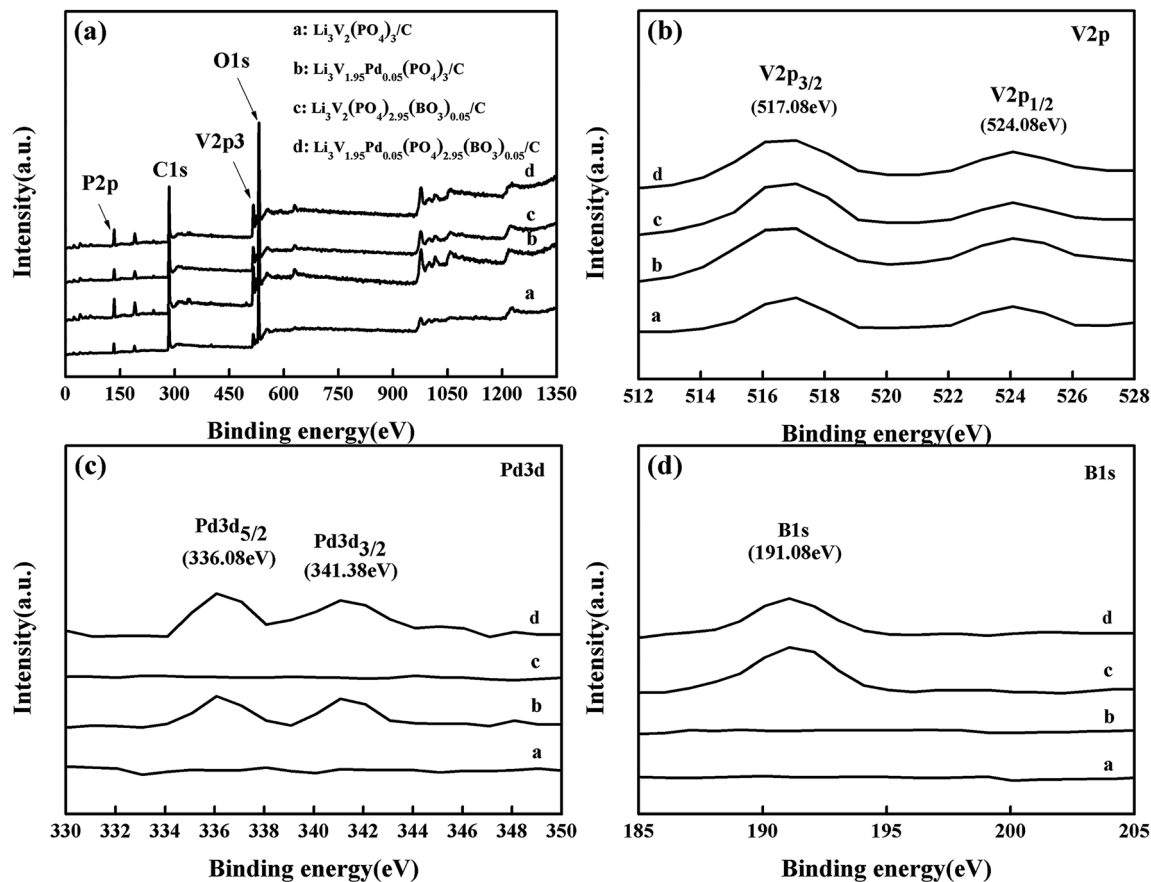 (a)
a: Li3V2(PO4)3/C
O1s
b: Li3V1.95Pd0.05(PO4)3/C
c: Li3V2(PO4)2.95(BO3)0.05/C
V2p3
d: Li3V1.95Pd0.05(PO4)2.95(BO3)0.05/C
C1s
P2p
d
c
b
a
Intensity(a.u.)
0 150 300 450 600 750 900 1050 1200 1350
Binding energy(eV)
(b)
V2p
V2p3/2
(517.08eV)
V2p1/2
(524.08eV)
d
c
b
a
Intensity(a.u.)
512 514 516 518 520 522 524 526 528
Binding energy(eV)
(c)
Pd3d
Pd3d5/2
(336.08eV)
Pd3d3/2
(341.38eV)
d
c
b
a
Intensity(a.u.)
330 332 334 336 338 340 342 344 346 348 350
Binding energy(eV)
(d)
B1s
B1s
(191.08eV)
d
c
b
a
Intensity(a.u.)
185 190 195 200 205
Binding energy(eV)